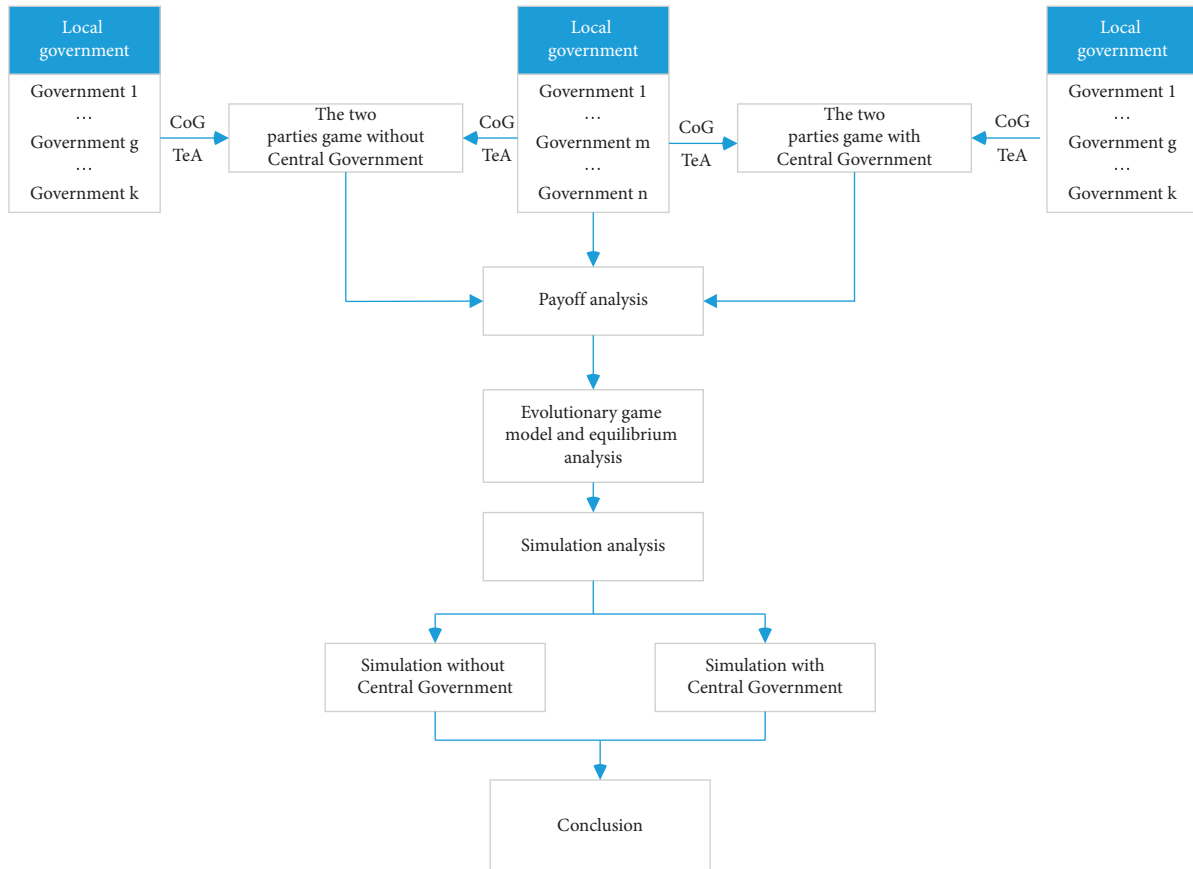 Local
government
Government 1
...
Government g
...
Government k
CoG
TeA
The two
parties game without
Central Government
CoG
TeA
Local
government
Government 1
...
Government m
...
Government n
CoG
TeA
The two
parties game with
Central Government
CoG
TeA
Local
government
Government 1
...
Government g
...
Government k
Payoff analysis
Evolutionary game
model and equilibrium
analysis
Simulation analysis
Simulation without
Central Government
Simulation with
Central Government
Conclusion